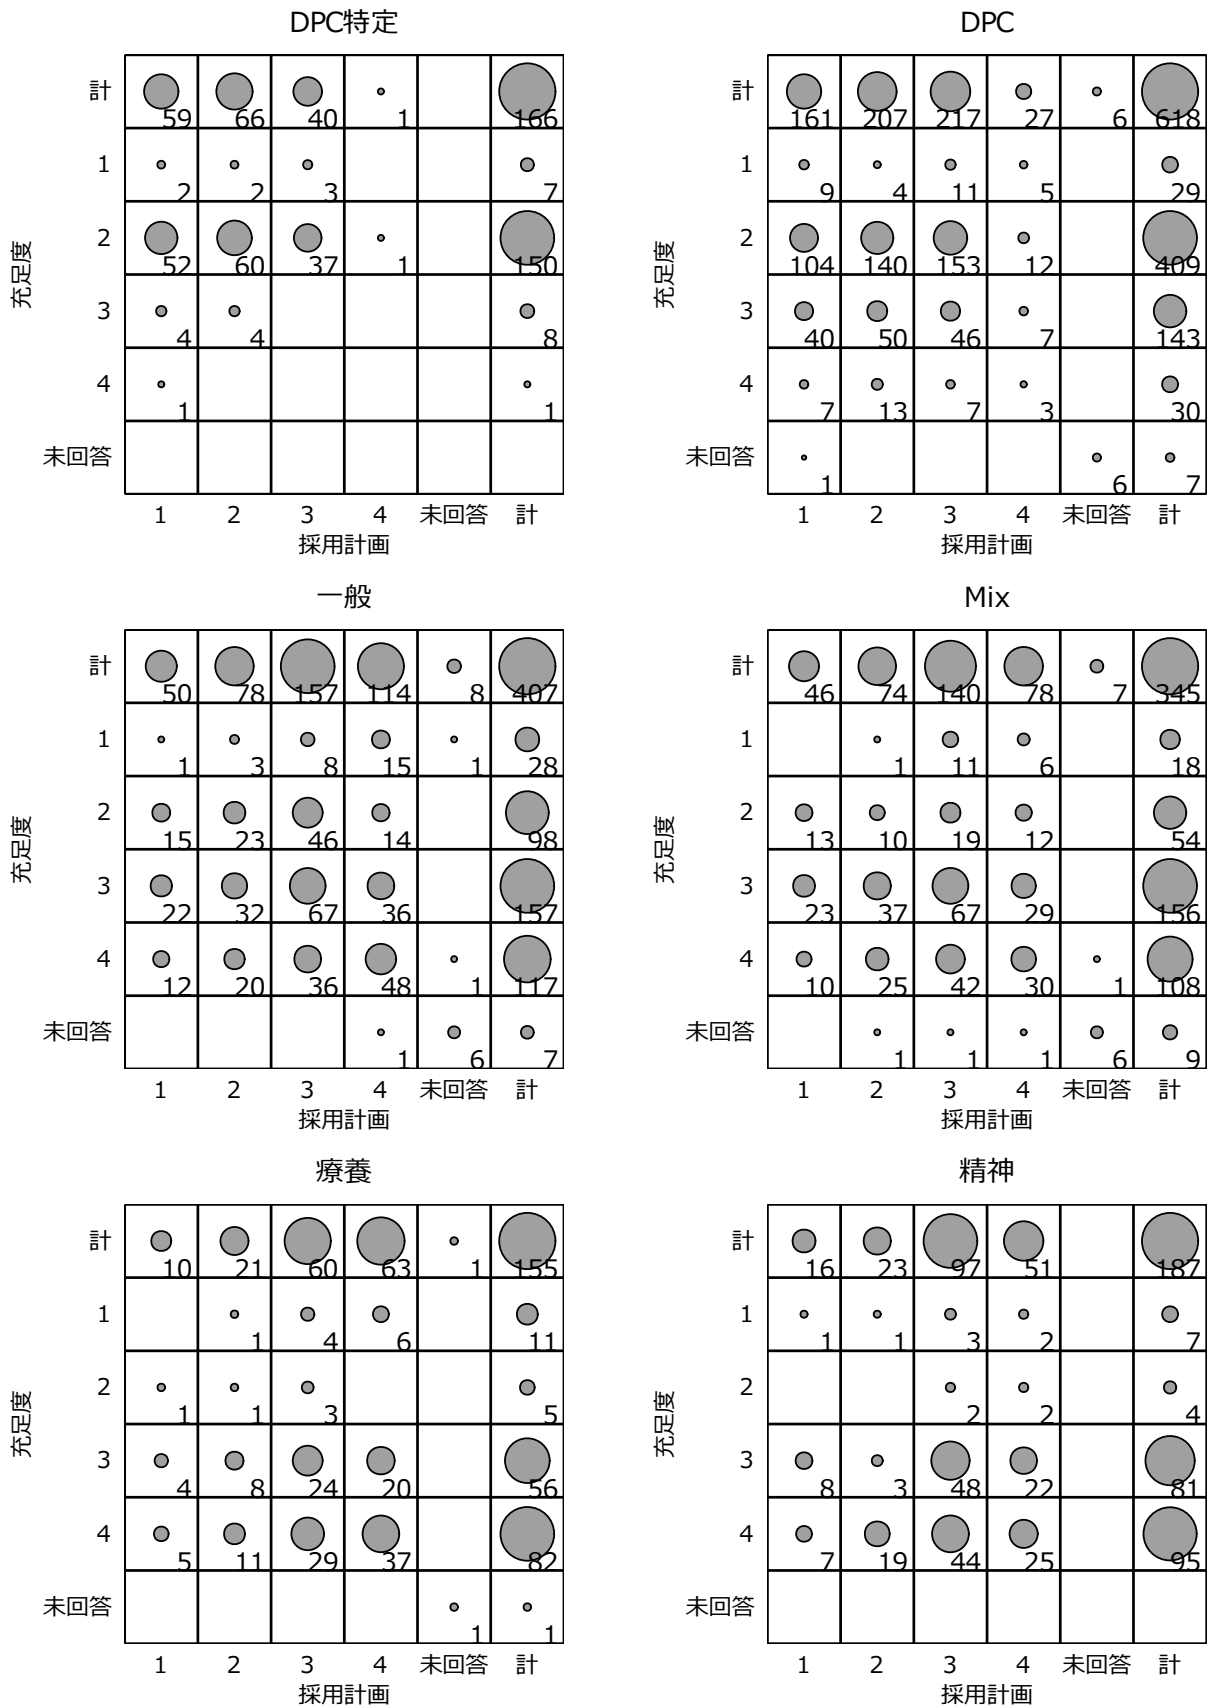 DPC特定
計 59 66 40 1 166
1 2 2 3 7
2 52 60 37 1 150
3 4 4 8
4 1 1
未回答
1 2 3 4 未回答 計
採用計画
充足度
DPC
計 161 207 217 27 6 618
1 9 4 11 5 29
2 104 140 153 12 409
3 40 50 46 7 143
4 7 13 7 3 30
未回答 1 6 7
1 2 3 4 未回答 計
採用計画
一般
計 50 78 157 114 8 407
1 1 3 8 15 1 28
2 15 23 46 14 98
3 22 32 67 36 157
4 12 20 36 48 1 117
未回答 1 6 7
1 2 3 4 未回答 計
採用計画
充足度
Mix
計 46 74 140 78 7 345
1 1 11 6 18
2 13 10 19 12 54
3 23 37 67 29 156
4 10 25 42 30 1 108
未回答 1 1 1 6 9
1 2 3 4 未回答 計
採用計画
充足度
療養
計 10 21 60 63 1 155
1 1 4 6 11
2 1 1 3 5
3 4 8 24 20 56
4 5 11 29 37 82
未回答 1 1
1 2 3 4 未回答 計
採用計画
充足度
精神
計 16 23 97 51 187
1 1 1 3 2 7
2 2 2 4
3 8 3 48 22 81
4 7 19 44 25 95
未回答
1 2 3 4 未回答 計
採用計画
充足度